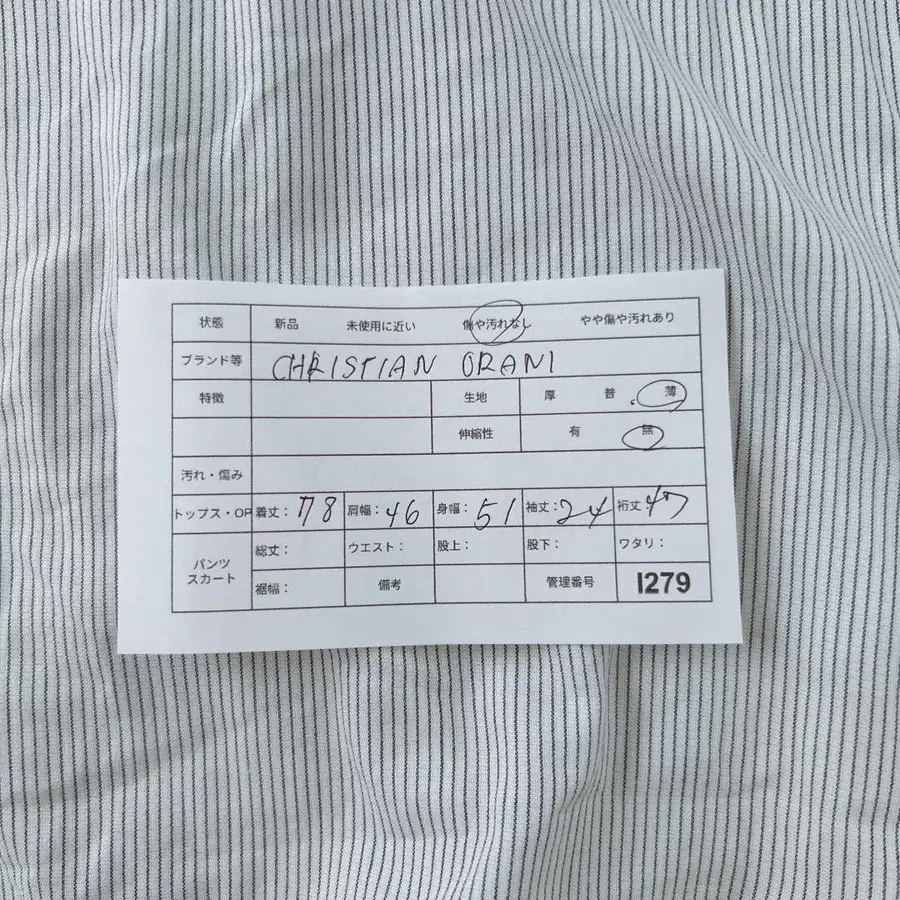 状態 新品 未使用に近い 傷や汚れなし やや傷や汚れあり
ブランド等 CHRISTIAN ORANI
特徴 生地 厚 普 薄
伸縮性 有 無
汚れ・傷み
トップス・OP 着丈: 78 肩幅: 46 身幅: 51 袖丈: 24 裄丈: 47
パンツ スカート 総丈: ウエスト: 股上: 股下: ワタリ:
裾幅: 備考 管理番号 I279